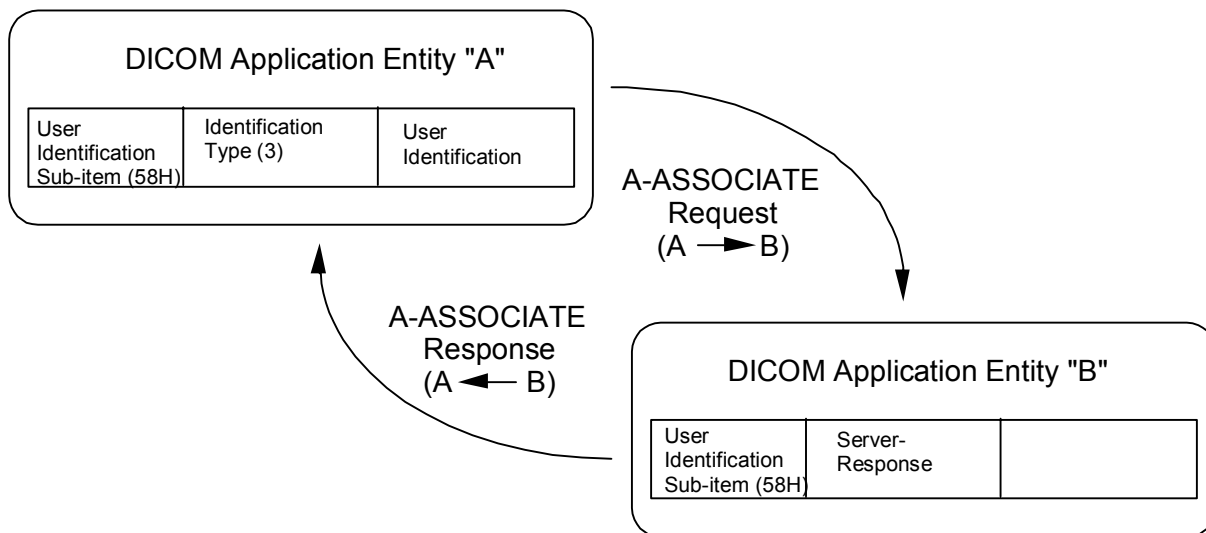 DICOM Application Entity "A"
User
Identification
Sub-item (58H)
Identification
Type (3)
User
Identification
A-ASSOCIATE
Request
(A B)
A-ASSOCIATE
Response
(A B)
DICOM Application Entity "B"
User
Identification
Sub-item (58H)
Server-
Response